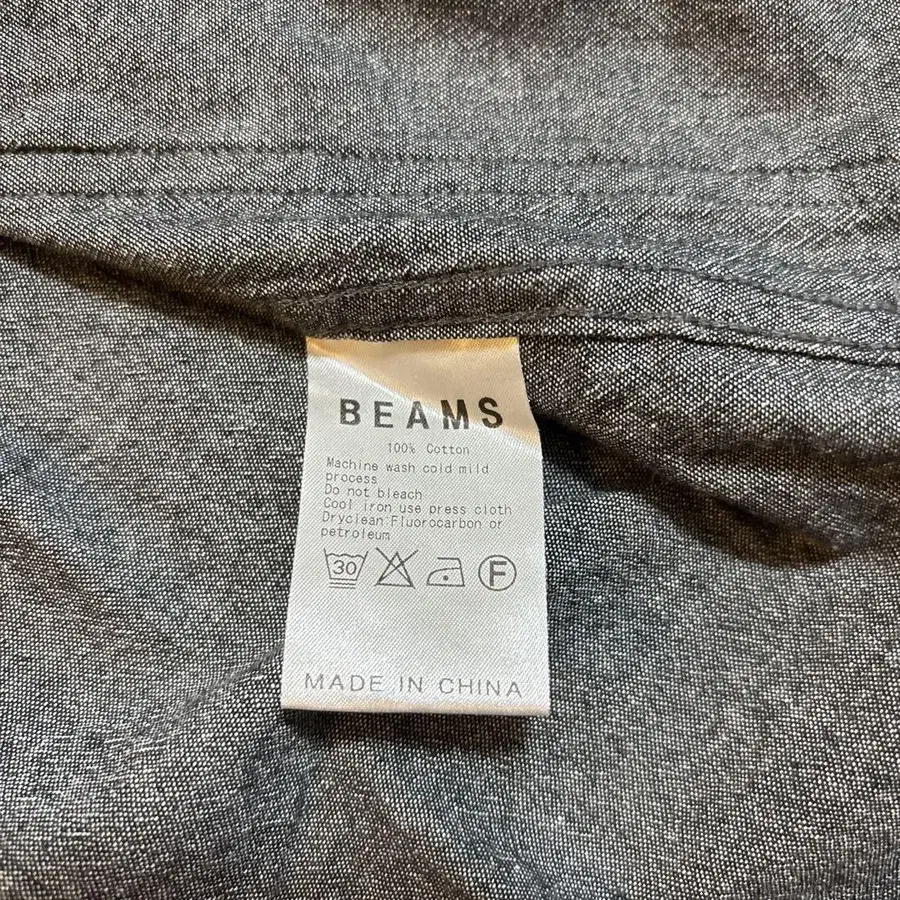 BEAMS
100% Cotton
Machine wash cold mild
process
Do not bleach
Cool iron use press cloth
Dryclean:Fluorocarbon or
petroleum
30 F
MADE IN CHINA